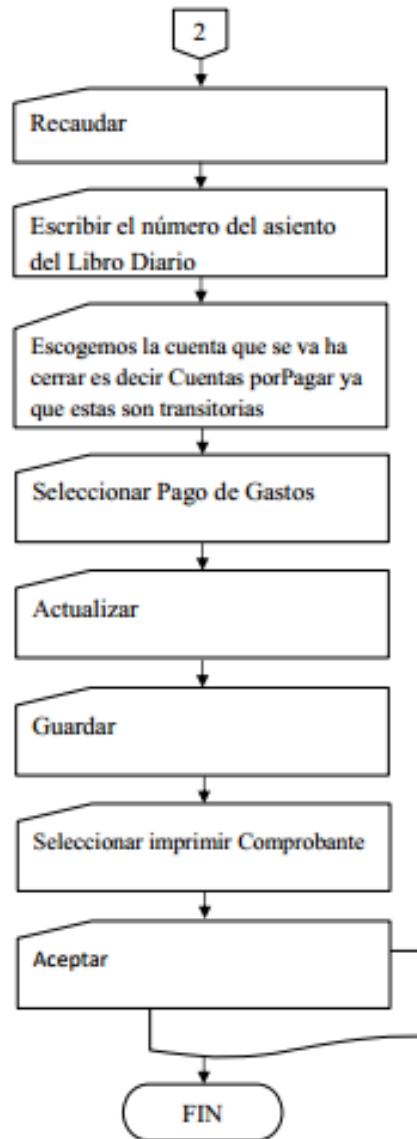 2
Recaudar
Escribir el número del asiento
del Libro Diario
Escogemos la cuenta que se va ha
cerrar es decir Cuentas porPagar ya
que estas son transitorias
Seleccionar Pago de Gastos
Actualizar
Guardar
Seleccionar imprimir Comprobante
Aceptar
FIN